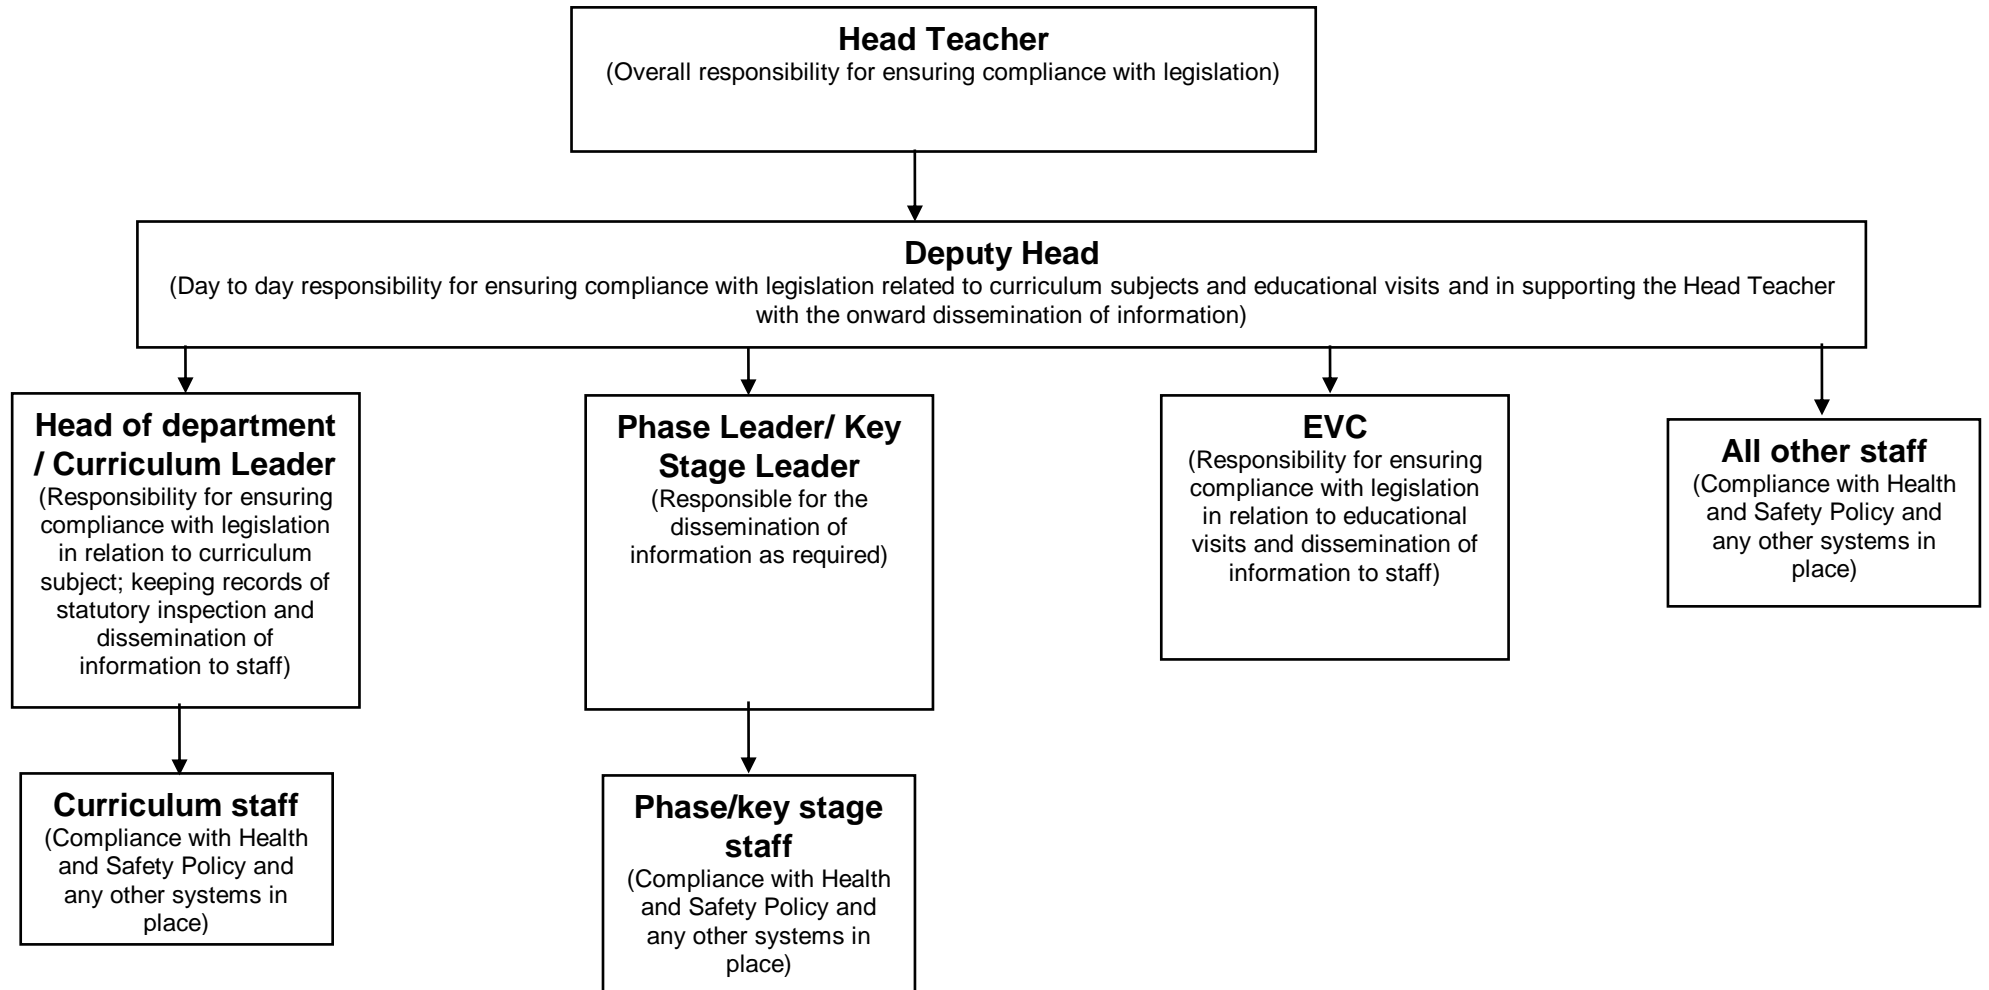 Head Teacher
(Overall responsibility for ensuring compliance with legislation)
Deputy Head
(Day to day responsibility for ensuring compliance with legislation related to curriculum subjects and educational visits and in supporting the Head Teacher
with the onward dissemination of information)
Head of department
/ Curriculum Leader
(Responsibility for ensuring
compliance with legislation
in relation to curriculum
subject; keeping records of
statutory inspection and
dissemination of
information to staff)
Phase Leader/ Key
Stage Leader
(Responsible for the
dissemination of
information as required)
EVC
(Responsibility for ensuring
compliance with legislation
in relation to educational
visits and dissemination of
information to staff)
All other staff
(Compliance with Health
and Safety Policy and
any other systems in
place)
Curriculum staff
(Compliance with Health
and Safety Policy and
any other systems in
place)
Phase/key stage
staff
(Compliance with Health
and Safety Policy and
any other systems in
place)